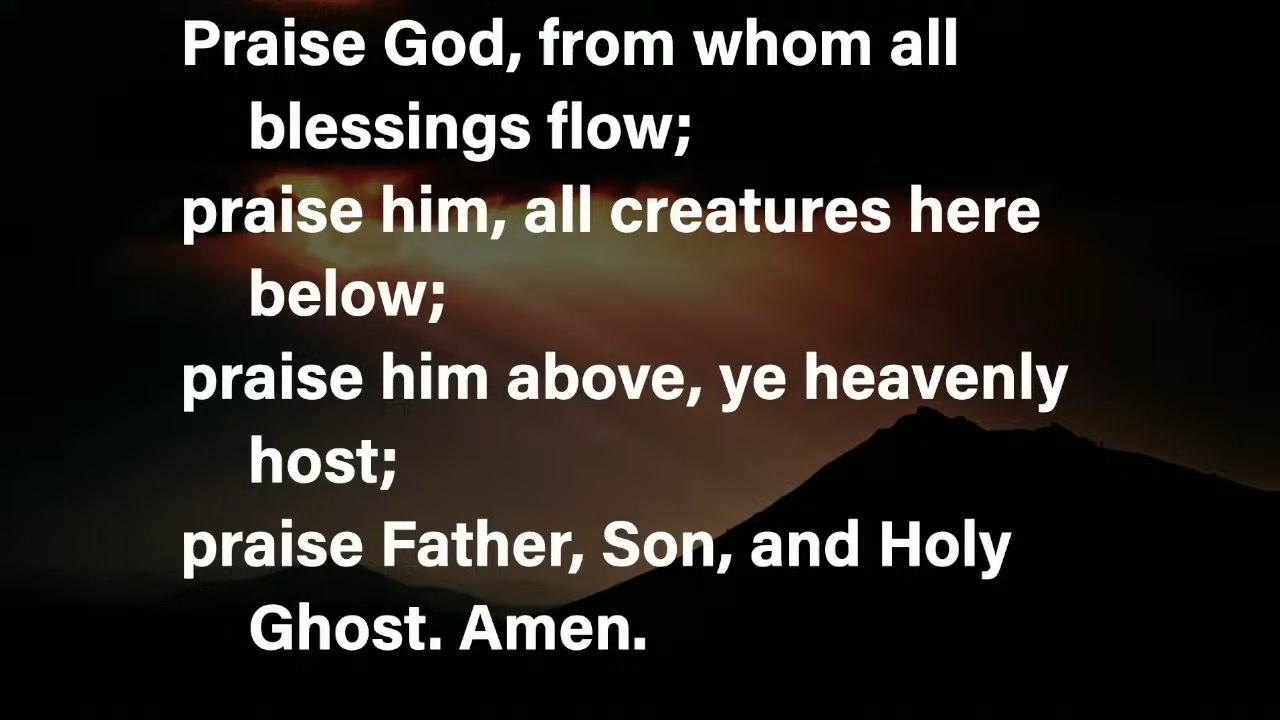 Praise God, from whom all
blessings flow;
praise him, all creatures here
below;
praise him above, ye heavenly
host;
praise Father, Son, and Holy
Ghost. Amen.